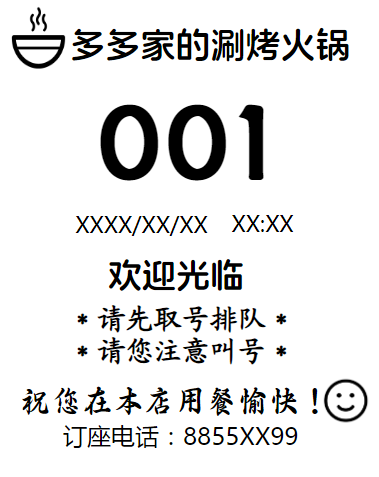 多多家的涮烤火锅
001
XXXX/XX/XX XX:XX
欢迎光临
* 请先取号排队 *
* 请您注意叫号 *
祝您在本店用餐愉快！
订座电话：8855XX99